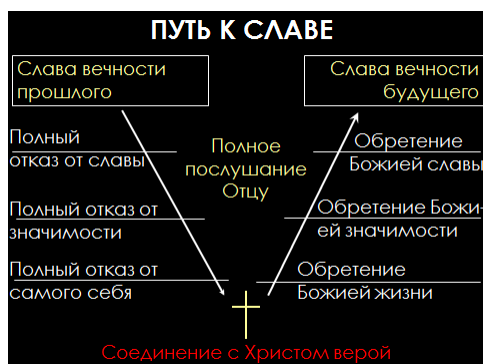 ПУТЬ К СЛАВЕ
Слава вечности
прошлого
Слава вечности
будущего
Полный
отказ от славы
Полное
послушание
Отцу
Обретение
Божией славы
Полный отказ от
значимости
Обретение Божи-
ей значимости
Полный отказ от
самого себя
Обретение
Божией жизни
Соединение с Христом верой